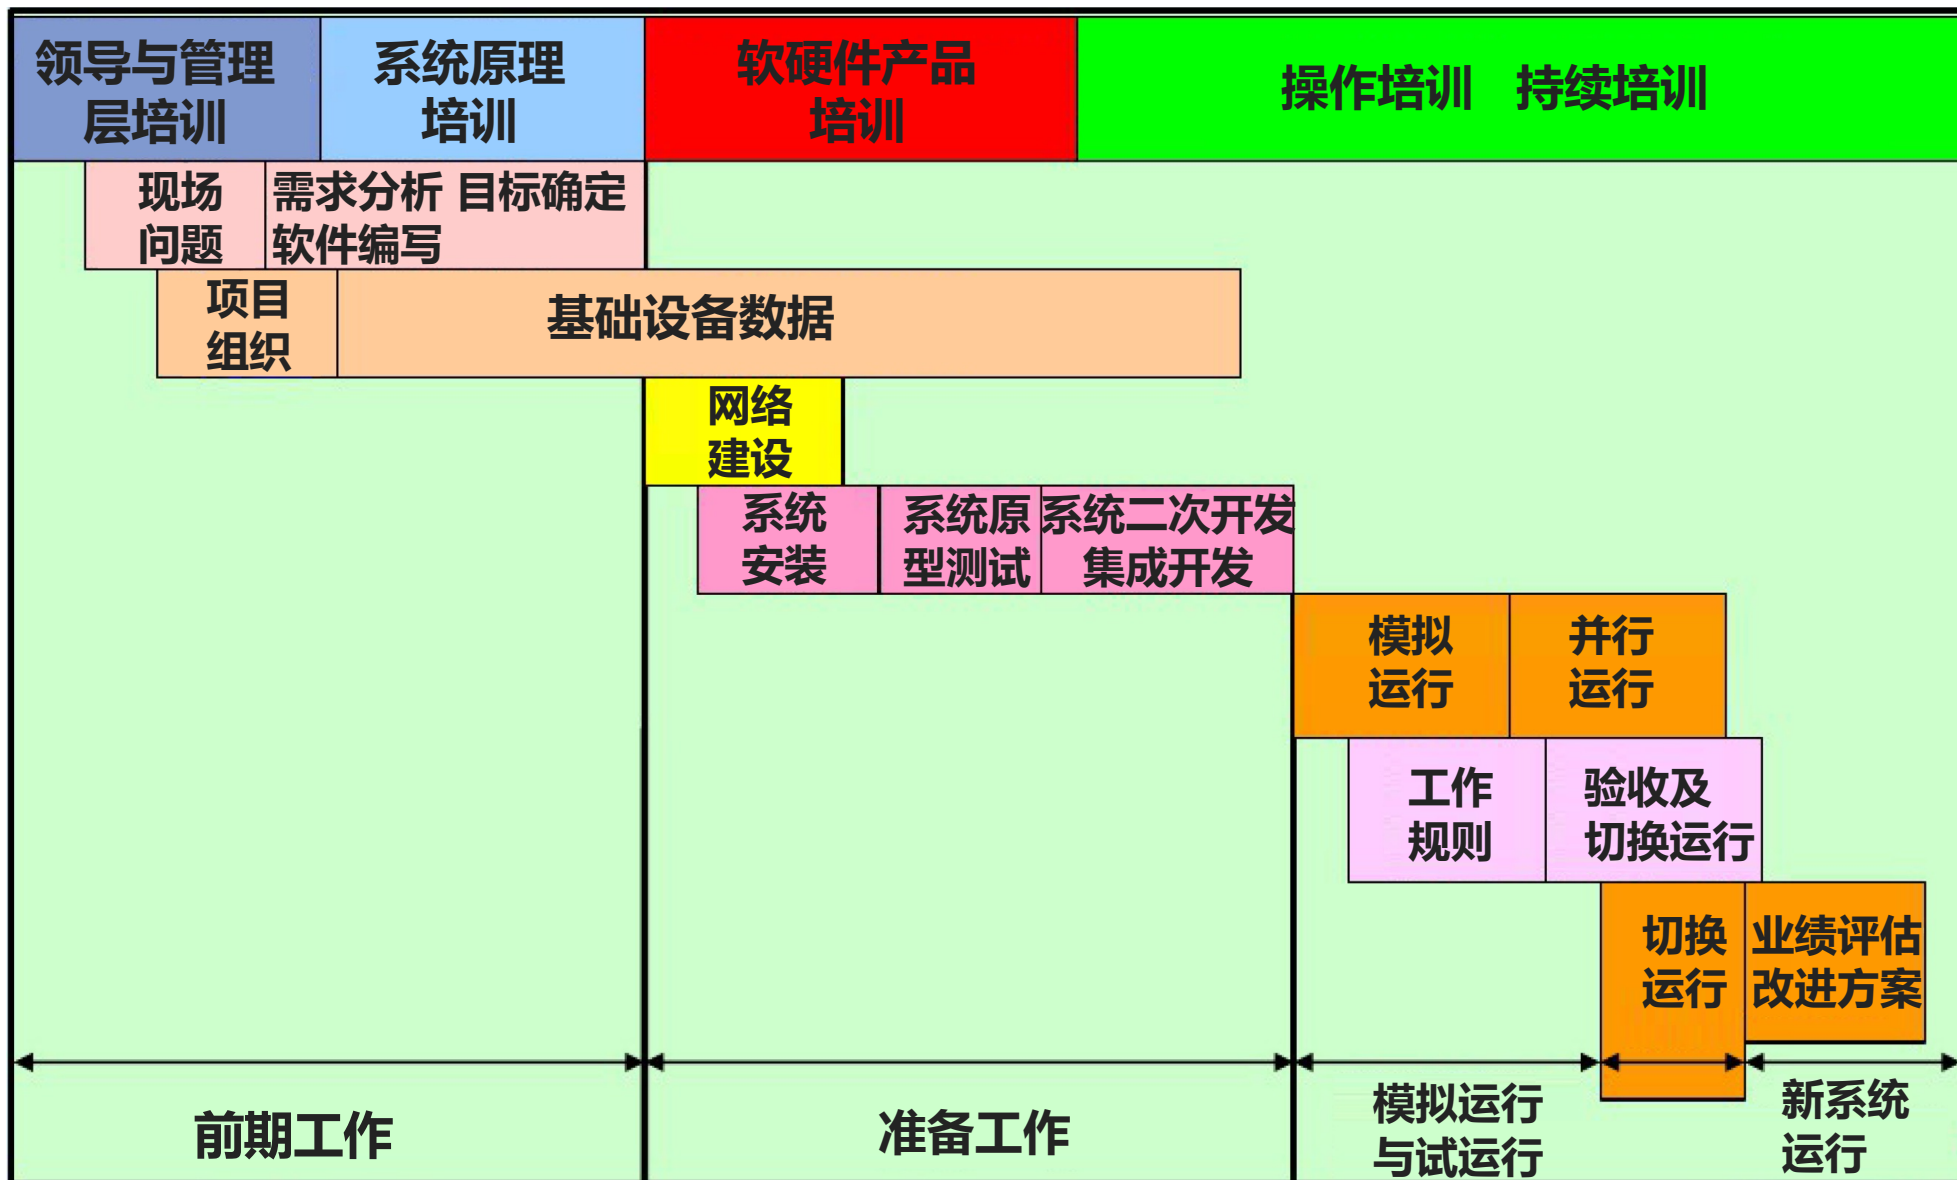 领导与管理
层培训
系统原理
培训
软硬件产品
培训
操作培训 持续培训
现场
问题
需求分析 目标确定
软件编写
项目
组织
基础设备数据
网络
建设
系统
安装
系统原
型测试
系统二次开发
集成开发
模拟
运行
并行
运行
工作
规则
验收及
切换运行
切换
运行
业绩评估
改进方案
前期工作
准备工作
模拟运行
与试运行
新系统
运行